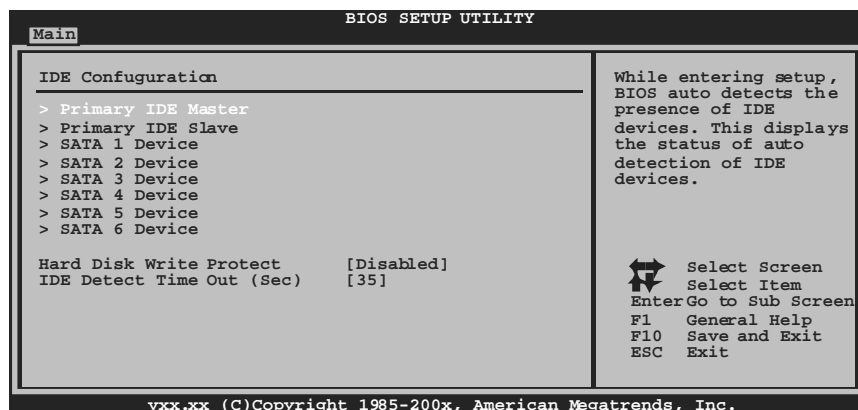 BIOS SETUP UTILITY
Main
IDE Confuguration
> Primary IDE Master
> Primary IDE Slave
> SATA 1 Device
> SATA 2 Device
> SATA 3 Device
> SATA 4 Device
> SATA 5 Device
> SATA 6 Device
Hard Disk Write Protect [Disabled]
IDE Detect Time Out (Sec) [35]
While entering setup,
BIOS auto detects the
presence of IDE
devices. This displays
the status of auto
detection of IDE
devices.
Select Screen
Select Item
Enter Go to Sub Screen
F1 General Help
F10 Save and Exit
ESC Exit
vxx.xx (C)Copyright 1985-200x, American Megatrends, Inc.